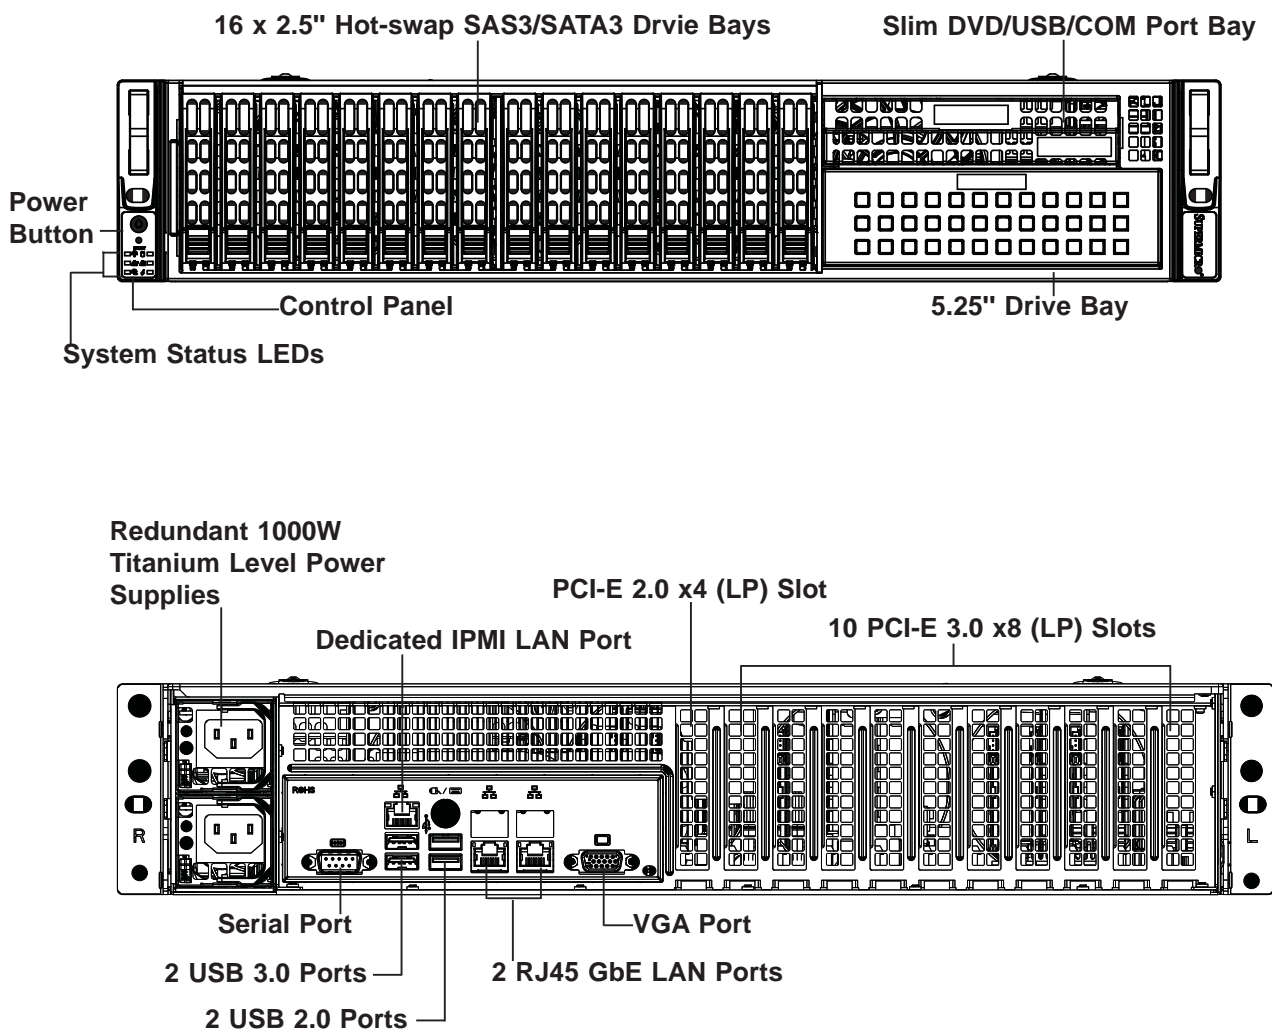 16 x 2.5" Hot-swap SAS3/SATA3 Drvie Bays
Slim DVD/USB/COM Port Bay
Power
Button
SUPERMICRO
Control Panel
5.25" Drive Bay
System Status LEDs
Redundant 1000W
Titanium Level Power
Supplies
PCI-E 2.0 x4 (LP) Slot
10 PCI-E 3.0 x8 (LP) Slots
Dedicated IPMI LAN Port
ROHS
R
L
Serial Port
VGA Port
2 USB 3.0 Ports
2 RJ45 GbE LAN Ports
2 USB 2.0 Ports